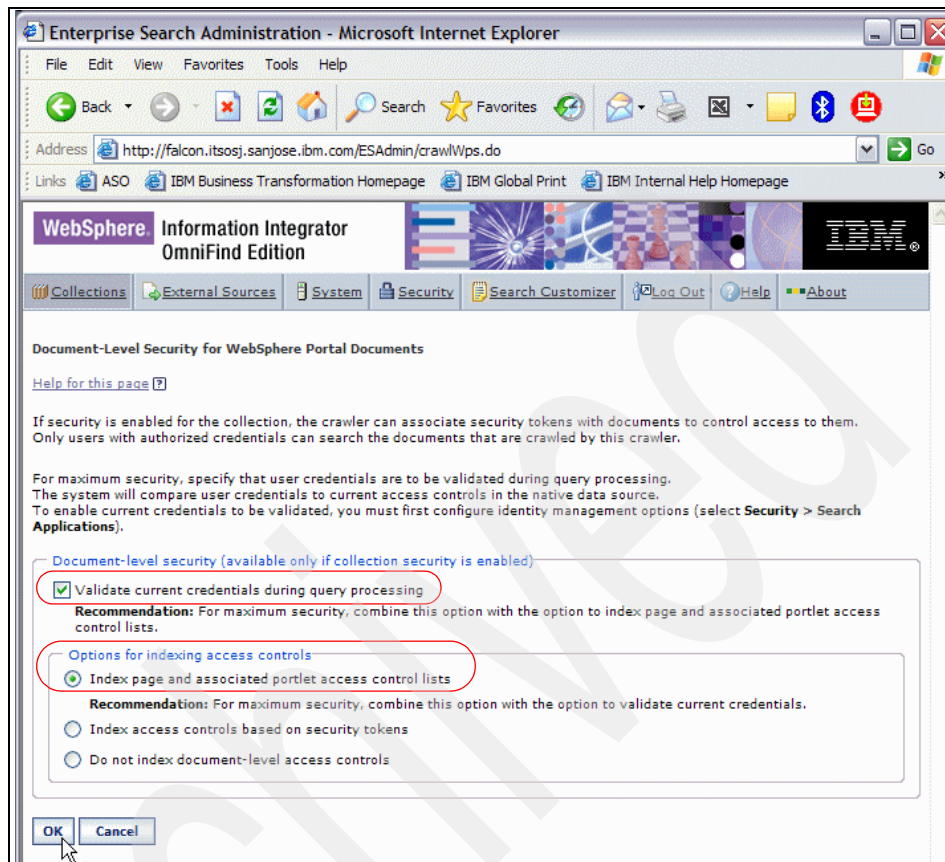 Enterprise Search Administration - Microsoft Internet Explorer
File Edit View Favorites Tools Help
Back Search Favorites
Address http://falcon.itsosj.sanjose.ibm.com/ESAdmin/crawlWps.do Go
Links ASO IBM Business Transformation Homepage IBM Global Print IBM Internal Help Homepage »
WebSphere. Information Integrator
OmniFind Edition
IBM®
Collections External Sources System Security Search Customizer Log Out Help About
Document-Level Security for WebSphere Portal Documents
Help for this page ?
If security is enabled for the collection, the crawler can associate security tokens with documents to control access to them.
Only users with authorized credentials can search the documents that are crawled by this crawler.
For maximum security, specify that user credentials are to be validated during query processing.
The system will compare user credentials to current access controls in the native data source.
To enable current credentials to be validated, you must first configure identity management options (select Security > Search
Applications).
Document-level security (available only if collection security is enabled)
Validate current credentials during query processing
Recommendation: For maximum security, combine this option with the option to index page and associated portlet access
control lists.
Options for indexing access controls
Index page and associated portlet access control lists
Recommendation: For maximum security, combine this option with the option to validate current credentials.
Index access controls based on security tokens
Do not index document-level access controls
OK Cancel